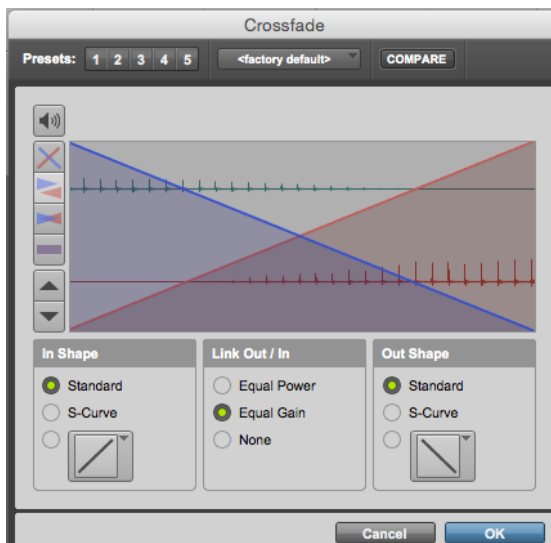 Crossfade
Presets: 1 2 3 4 5 <factory default> COMPARE
In Shape
Standard
S-Curve
Link Out / In
Equal Power
Equal Gain
None
Out Shape
Standard
S-Curve
Cancel OK